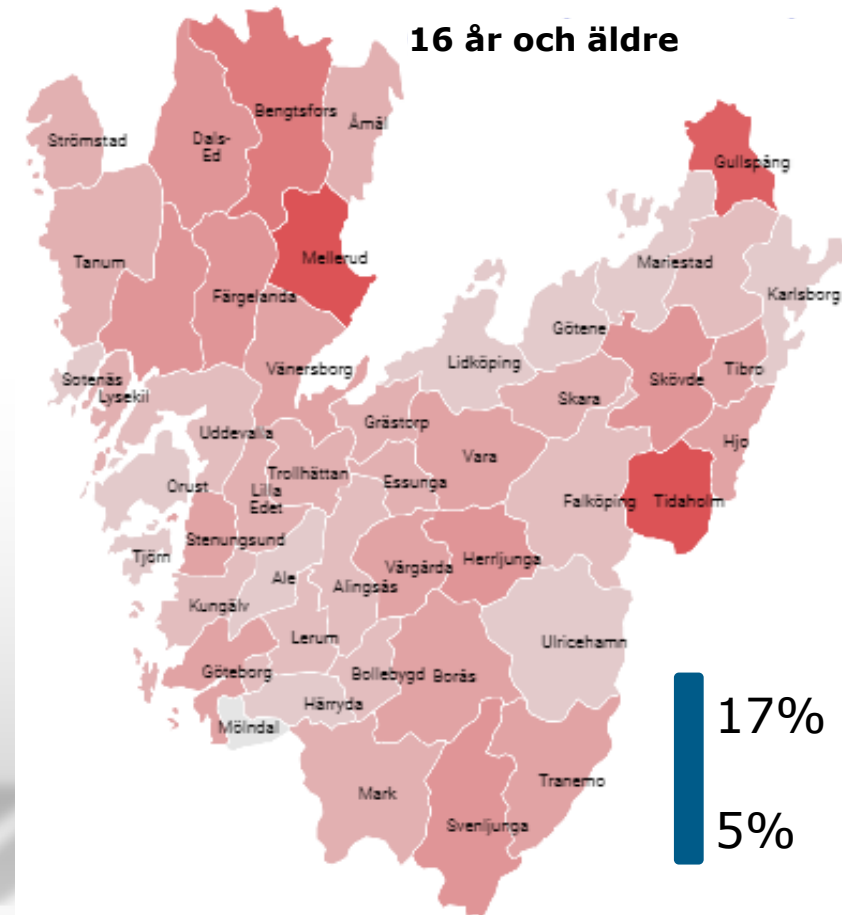 16 år och äldre
Bengtsfors
Åmål
Strömstad
Dals-
Ed
Gullspång
Tanum
Mellerud
Mariestad
Färgelanda
Karlsborg
Götene
Lidköping
Vänersborg
Sotenäs
Skövde
Tibro
Lysekil
Skara
Grästorp
Uddevalla
Hjo
Vara
Trollhättan
Essunga
Orust
Lilla
Edet
Falköping
Tidaholm
Stenungsund
Tjörn
Herrljunga
Vårgårda
Ale
Alingsås
Kungälv
Lerum
Ulricehamn
Göteborg
Bollebygd
Borås
Härryda
Mölndal
17%
Tranemo
Mark
Svenljunga
5%